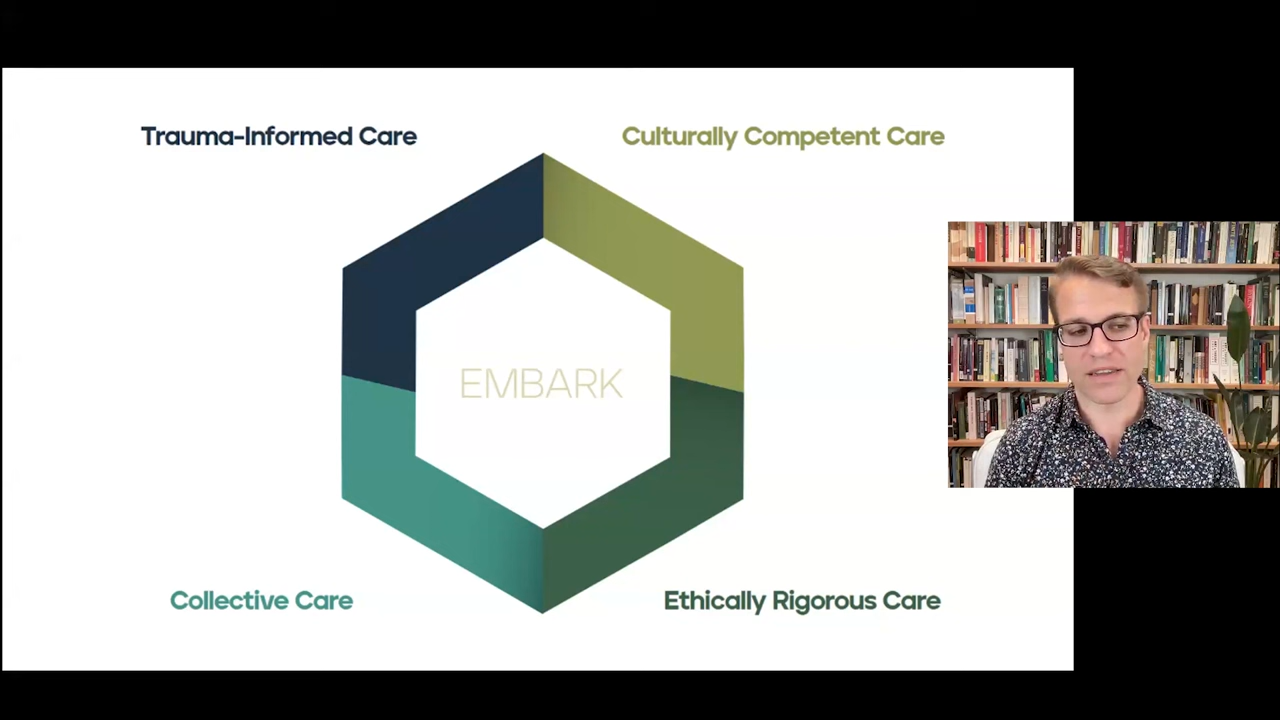 Trauma-Informed Care
Culturally Competent Care
EMBARK
Collective Care
Ethically Rigorous Care